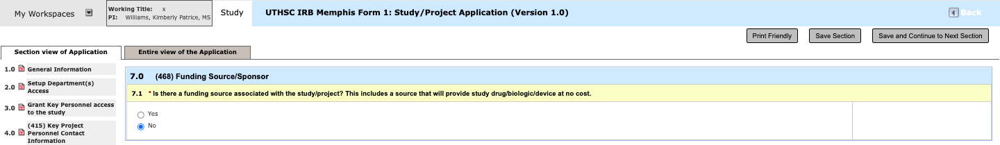 My Workspaces
Working Title: x
PI: Williams, Kimberly Patrice, MS
Study
UTHSC IRB Memphis Form 1: Study/Project Application (Version 1.0)
Back
Print Friendly
Save Section
Save and Continue to Next Section
Section view of Application
Entire view of the Application
1.0 General Information
2.0 Setup Department(s)
Access
3.0 Grant Key Personnel access
to the study
4.0 (415) Key Project
Personnel Contact
Information
7.0 (468) Funding Source/Sponsor
7.1 * Is there a funding source associated with the study/project? This includes a source that will provide study drug/biologic/device at no cost.
Yes
No